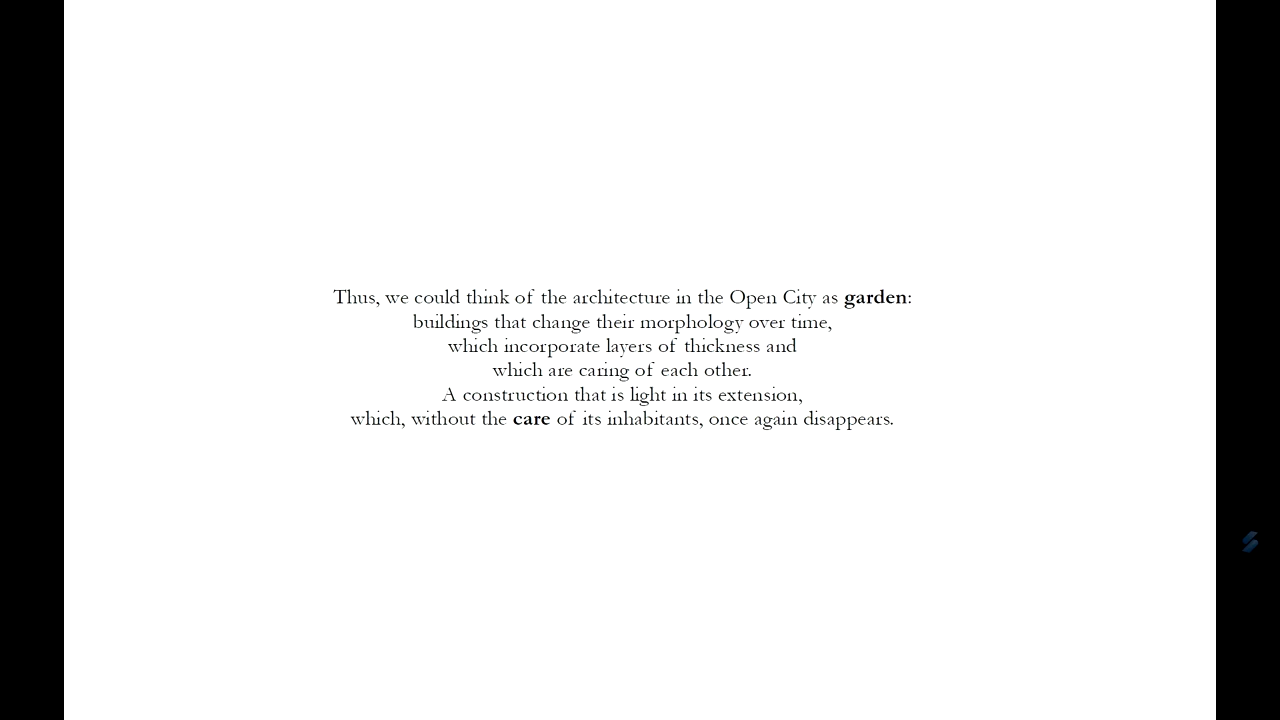 Thus, we could think of the architecture in the Open City as garden:
buildings that change their morphology over time,
which incorporate layers of thickness and
which are caring of each other.
A construction that is light in its extension,
which, without the care of its inhabitants, once again disappears.